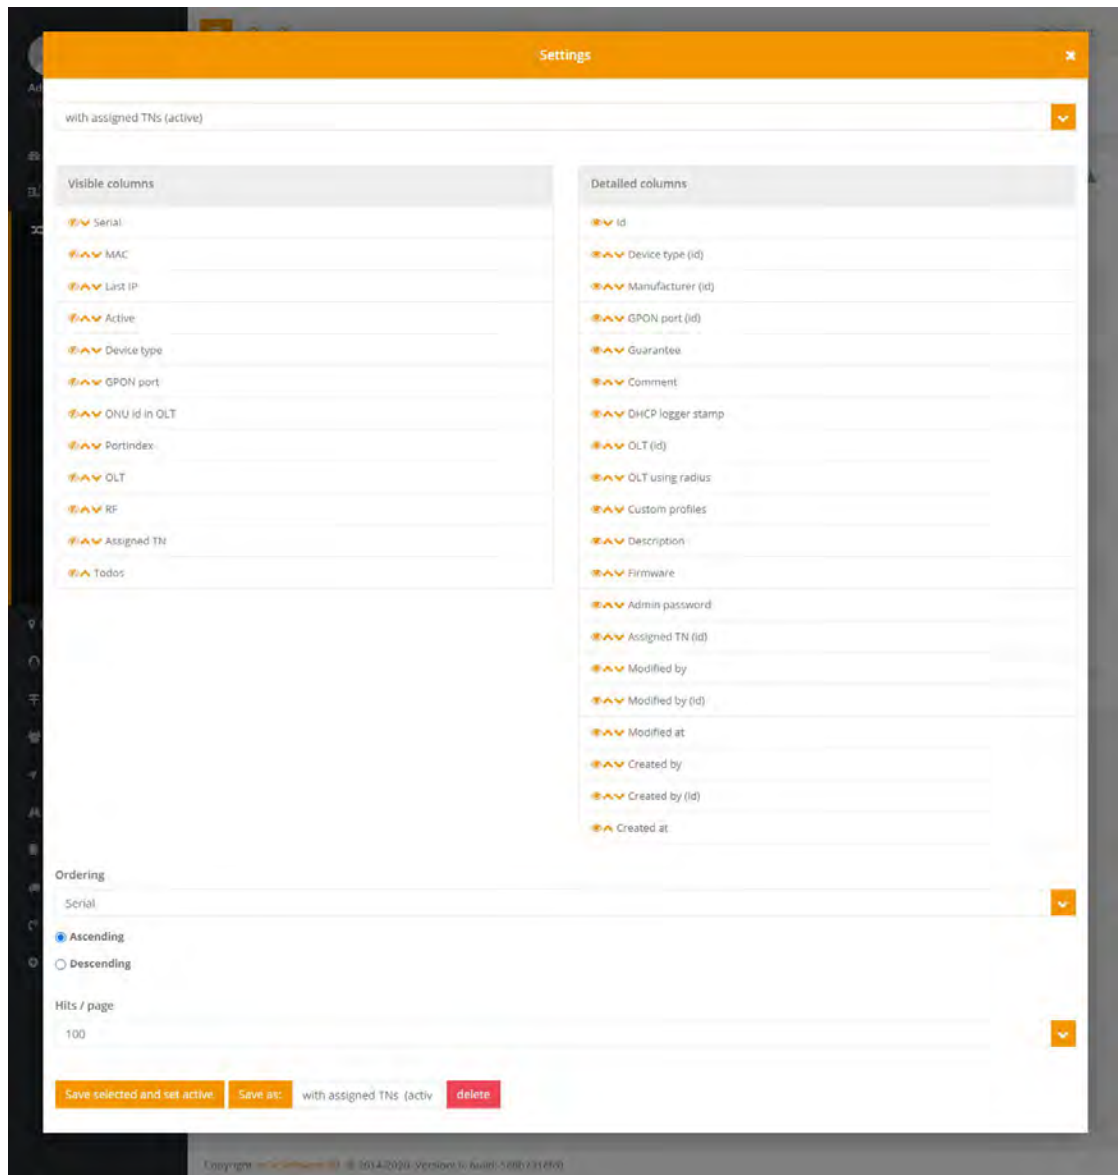 Settings
Ad
with assigned TNs (active)
Visible columns
Serial
MAC
Last IP
Active
Device type
GPON port
ONU id in OLT
Portindex
OLT
RF
Assigned TN
Todos
Detailed columns
Id
Device type (id)
Manufacturer (id)
GPON port (id)
Guarantee
Comment
DHCP logger stamp
OLT (id)
OLT using radius
Custom profiles
Description
Firmware
Admin password
Assigned TN (id)
Modified by
Modified by (id)
Modified at
Created by
Created by (id)
Created at
Ordering
Serial
Ascending
Descending
Hits / page
100
Save selected and set active
Save as:
with assigned TNs (activ
delete
Copyright © 2014-2020